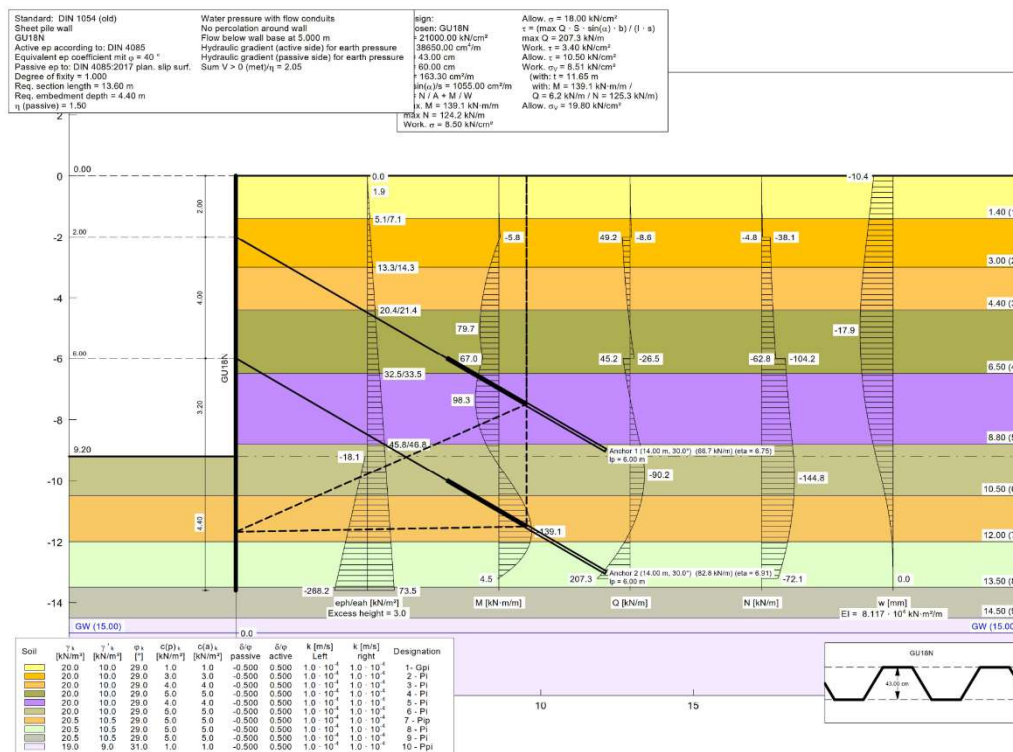 Standard: DIN 1054 (old)
Sheet pile wall
GU18N
Active ep according to: DIN 4085
Equivalent ep coefficient mit φ = 40 °
Passive ep to: DIN 4085:2017 plan. slip surf.
Degree of fixity = 1.000
Req. section length = 13.60 m
Req. embedment depth = 4.40 m
η (passive) = 1.50
Water pressure with flow conduits
No percolation around wall
Flow below wall base at 5.000 m
Hydraulic gradient (active side) for earth pressure
Hydraulic gradient (passive side) for earth pressure
Sum V > 0 (met)/η = 2.05
sign:
osen: GU18N
= 21000.00 kN/cm²
38650.00 cm⁴/m
= 43.00 cm
= 60.00 cm
= 163.30 cm²/m
sin(α)/s = 1055.00 cm²/m
= N / A + M / W
x. M = 139.1 kN·m/m
max N = 124.2 kN/m
Work. σ = 8.50 kN/cm²
Allow. σ = 18.00 kN/cm²
τ = (max Q · S · sin(α) · b) / (I · s)
max Q = 207.3 kN/m
Work. τ = 3.40 kN/cm²
Allow. τ = 10.50 kN/cm²
Work. σv = 8.51 kN/cm²
(with: t = 11.65 m
(with: M = 139.1 kN·m/m /
Q = 6.2 kN/m / N = 125.3 kN/m)
Allow. σv = 19.80 kN/cm²
0
-2
-4
-6
-8
-10
-12
-14
0.00
2.00
6.00
9.20
2.00
4.00
3.20
4.40
GU18N
0.0
1.9
5.1/7.1
13.3/14.3
20.4/21.4
32.5/33.5
45.8/46.8
-18.1
-268.2
73.5
eph/eah [kN/m²]
Excess height = 3.0
-5.8
79.7
67.0
98.3
-139.1
4.5
M [kN·m/m]
49.2
-8.6
45.2
-26.5
-90.2
207.3
Q [kN/m]
-4.8
-38.1
-62.8
-104.2
-144.8
-72.1
N [kN/m]
-10.4
-17.9
0.0
w [mm]
EI = 8.117 · 10⁴ kN·m²/m
Anchor 1 (14.00 m, 30.0°) (66.7 kN/m) (eta = 6.75)
lp = 6.00 m
Anchor 2 (14.00 m, 30.0°) (82.8 kN/m) (eta = 6.91)
lp = 6.00 m
1.40 (1
3.00 (2
4.40 (3
6.50 (4
8.80 (5
10.50 (6
12.00 (7
13.50 (8
14.50 (9
GW (15.00)
0.0
GW (15.00
10
15
GU18N
43.00 cm
Soil γk [kN/m³] γ'k [kN/m³] φk [°] c(p)k [kN/m²] c(a)k [kN/m²] δ/φ passive δ/φ active k [m/s] Left k [m/s] right Designation
20.0 10.0 29.0 1.0 1.0 -0.500 0.500 1.0 · 10⁻⁴ 1.0 · 10⁻⁴ 1- Gpi
20.0 10.0 29.0 3.0 3.0 -0.500 0.500 1.0 · 10⁻⁴ 1.0 · 10⁻⁴ 2 - Pi
20.0 10.0 29.0 4.0 4.0 -0.500 0.500 1.0 · 10⁻⁴ 1.0 · 10⁻⁴ 3 - Pi
20.0 10.0 29.0 5.0 5.0 -0.500 0.500 1.0 · 10⁻⁴ 1.0 · 10⁻⁴ 4 - Pi
20.0 10.0 29.0 4.0 4.0 -0.500 0.500 1.0 · 10⁻⁴ 1.0 · 10⁻⁴ 5 - Pi
20.0 10.0 29.0 5.0 5.0 -0.500 0.500 1.0 · 10⁻⁴ 1.0 · 10⁻⁴ 6 - Pi
20.5 10.5 29.0 5.0 5.0 -0.500 0.500 1.0 · 10⁻⁴ 1.0 · 10⁻⁴ 7 - Pip
20.5 10.5 29.0 5.0 5.0 -0.500 0.500 1.0 · 10⁻⁴ 1.0 · 10⁻⁴ 8 - Pi
20.5 10.5 29.0 5.0 5.0 -0.500 0.500 1.0 · 10⁻⁴ 1.0 · 10⁻⁴ 9 - Pi
19.0 9.0 31.0 1.0 1.0 -0.500 0.500 1.0 · 10⁻⁴ 1.0 · 10⁻⁴ 10 - Ppi